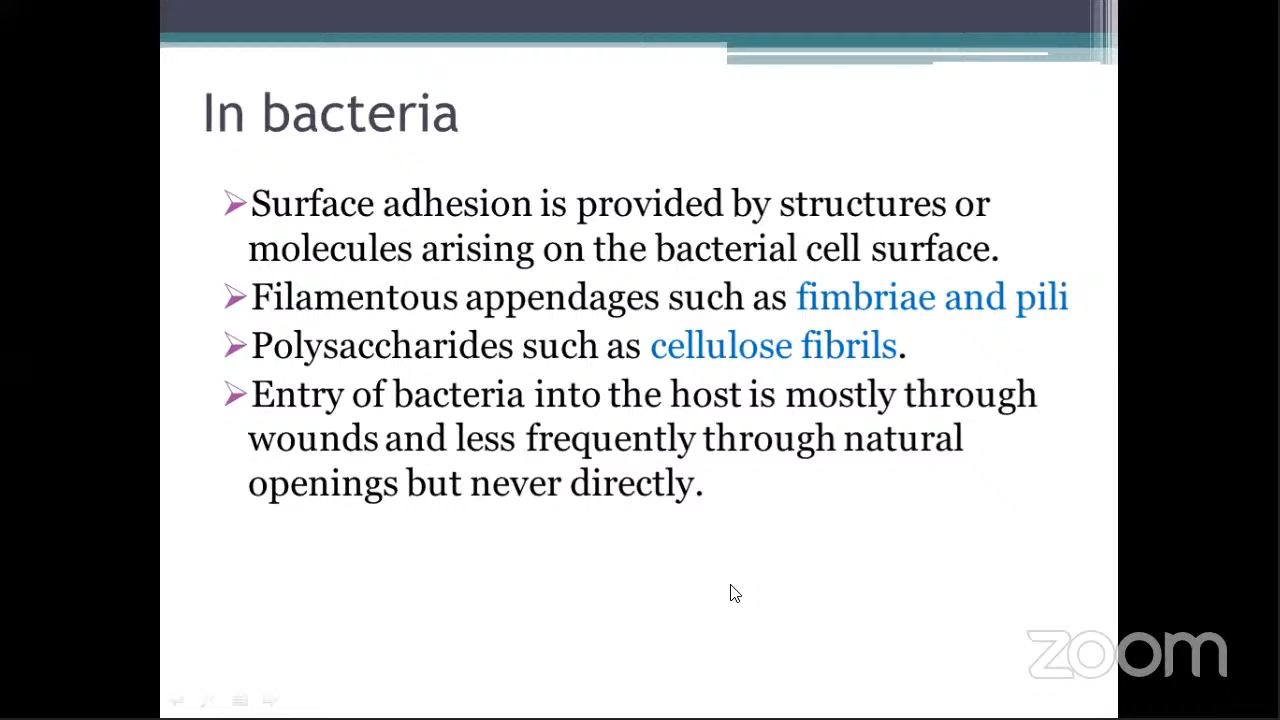 In bacteria
Surface adhesion is provided by structures or
molecules arising on the bacterial cell surface.
Filamentous appendages such as fimbriae and pili
Polysaccharides such as cellulose fibrils.
Entry of bacteria into the host is mostly through
wounds and less frequently through natural
openings but never directly.
zoom